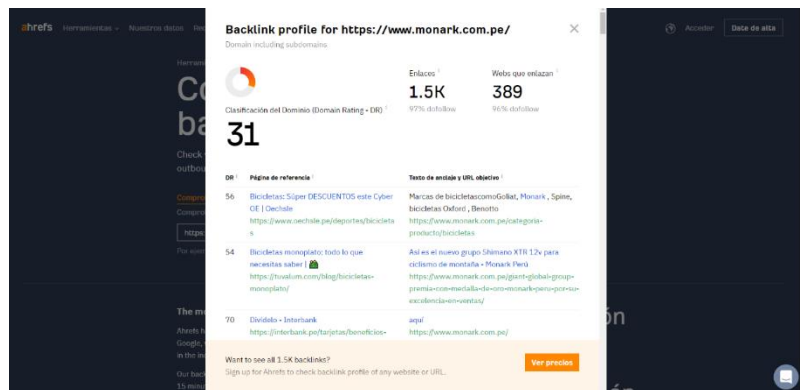 ahrefs Herramientas Nuestros datos Acceder Date de alta
Backlink profile for https://www.monark.com.pe/
Domain including subdomains
Enlaces Webs que enlazan
1.5K 389
97% dofollow 96% dofollow
Clasificación del Dominio (Domain Rating - DR)
31
DR Página de referencia Texto de anclaje y URL objetivo
56 Bicicletas: Súper DESCUENTOS este Cyber Marcas de bicicletascomoGoliat, Monark , Spine,
OE | Oechsle bicicletas Oxford , Benotto
https://www.oechsle.pe/deportes/bicicleta https://www.monark.com.pe/categoria-
s producto/bicicletas
54 Bicicletas monoplato: todo lo que Así es el nuevo grupo Shimano XTR 12v para
necesitas saber | ciclismo de montaña - Monark Perú
https://tuvalum.com/blog/bicicletas- https://www.monark.com.pe/giant-global-group-
monoplato/ premia-con-medalla-de-oro-monark-peru-por-su-
excelencia-en-ventas/
70 Divídelo - Interbank aquí
https://interbank.pe/tarjetas/beneficios- https://www.monark.com.pe/
Want to see all 1.5K backlinks?
Sign up for Ahrefs to check backlink profile of any website or URL.
Ver precios